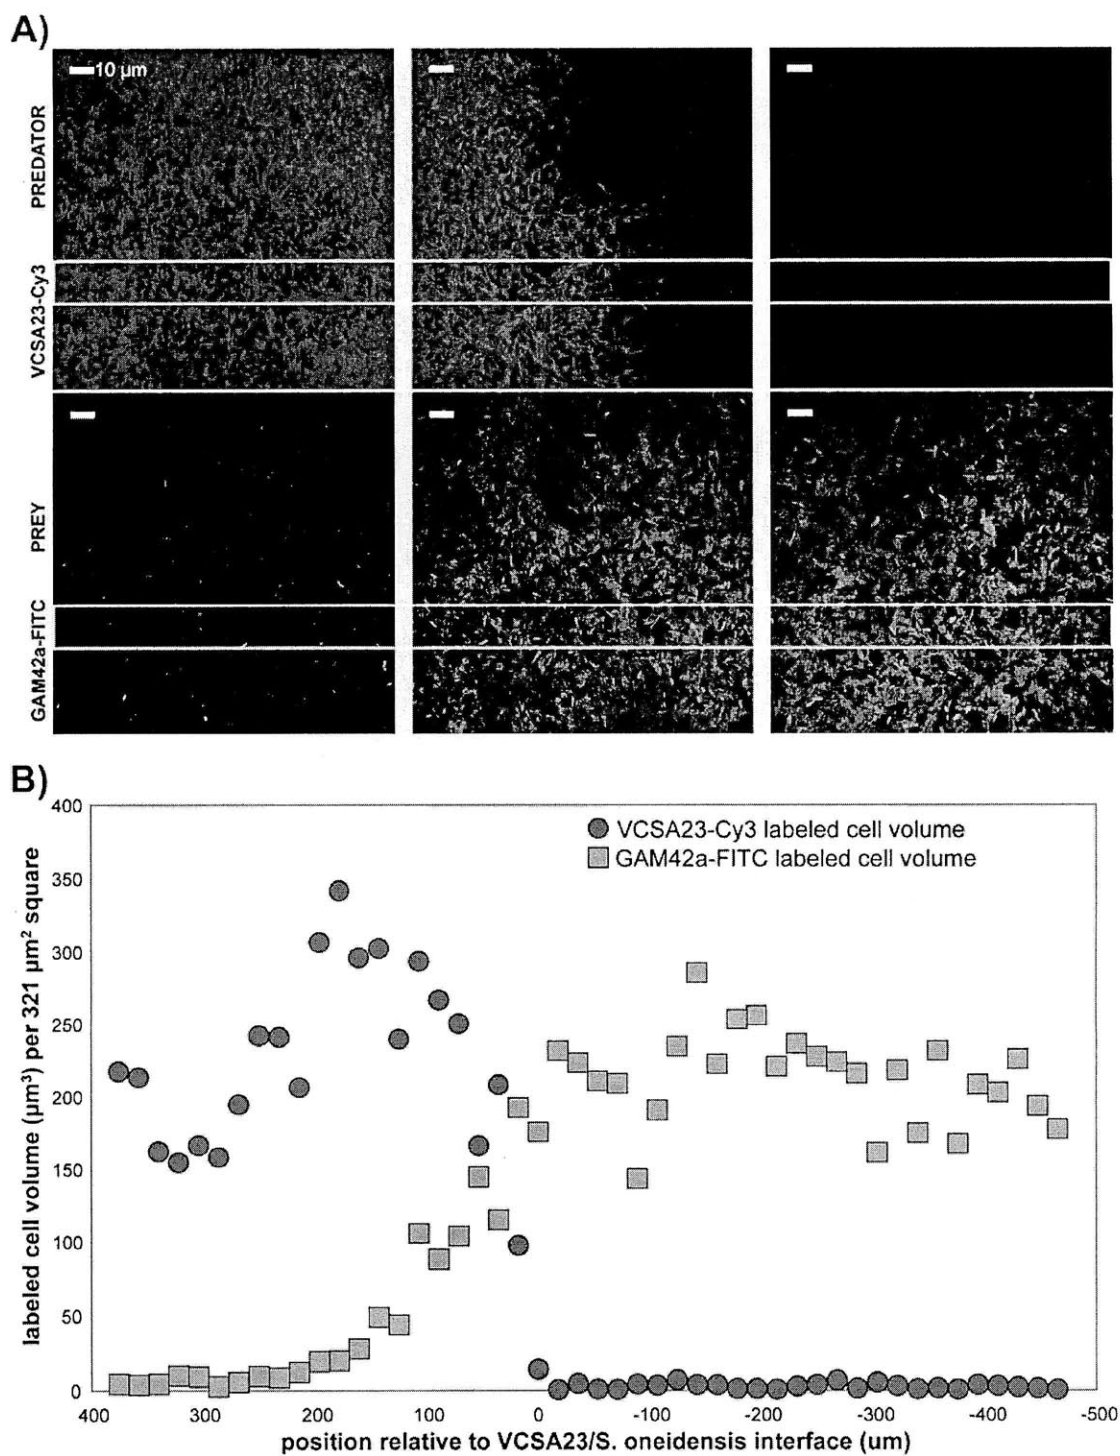 A)
10 µm
PREDATOR
VCSA23-Cy3
PREY
GAM42a-FITC
B)
400
350
300
250
200
150
100
50
0
labeled cell volume (µm³) per 321 µm² square
VCSA23-Cy3 labeled cell volume
GAM42a-FITC labeled cell volume
400 300 200 100 0 -100 -200 -300 -400 -500
position relative to VCSA23/S. oneidensis interface (um)